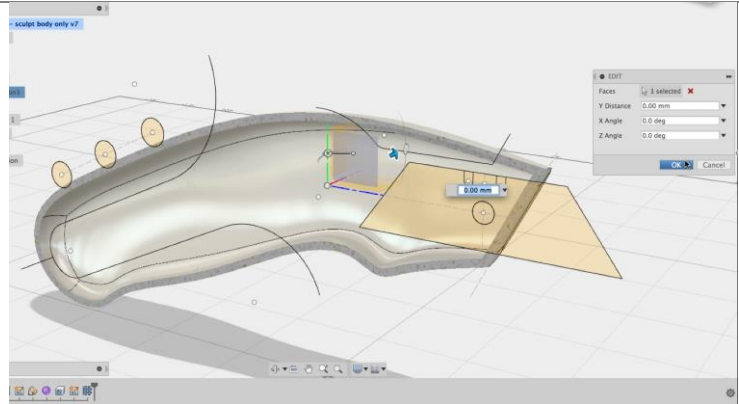 - sculpt body only v7
1
EDIT
Faces
1 selected
Y Distance
0.00 mm
X Angle
0.0 deg
Z Angle
0.0 deg
OK
Cancel
0.00 mm